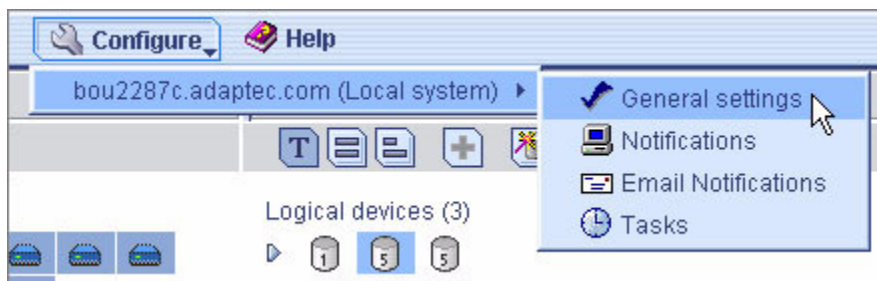 Configure Help
bou2287c.adaptec.com (Local system)
General settings
Notifications
Email Notifications
Tasks
T
Logical devices (3)
1 5 5